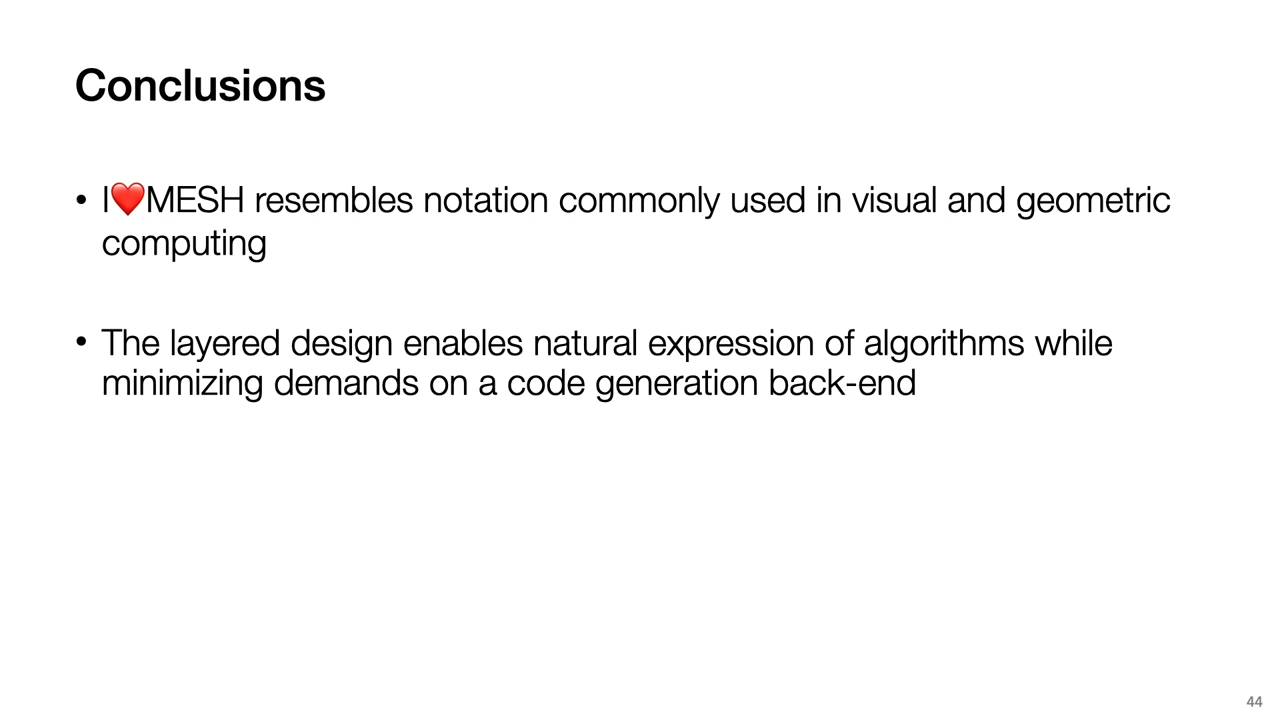 Conclusions
• I❤️MESH resembles notation commonly used in visual and geometric
computing
• The layered design enables natural expression of algorithms while
minimizing demands on a code generation back-end
44